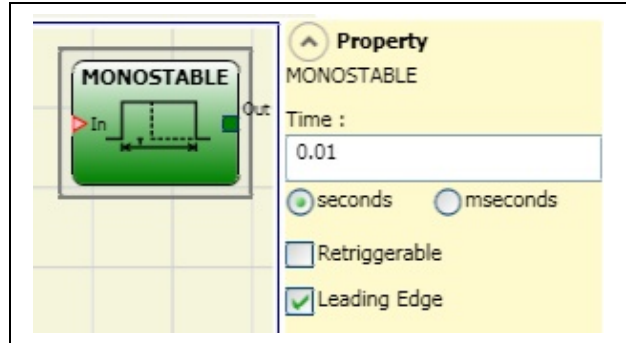 MONOSTABLE
In
Out
Property
MONOSTABLE
Time :
0.01
seconds mseconds
Retriggerable
Leading Edge